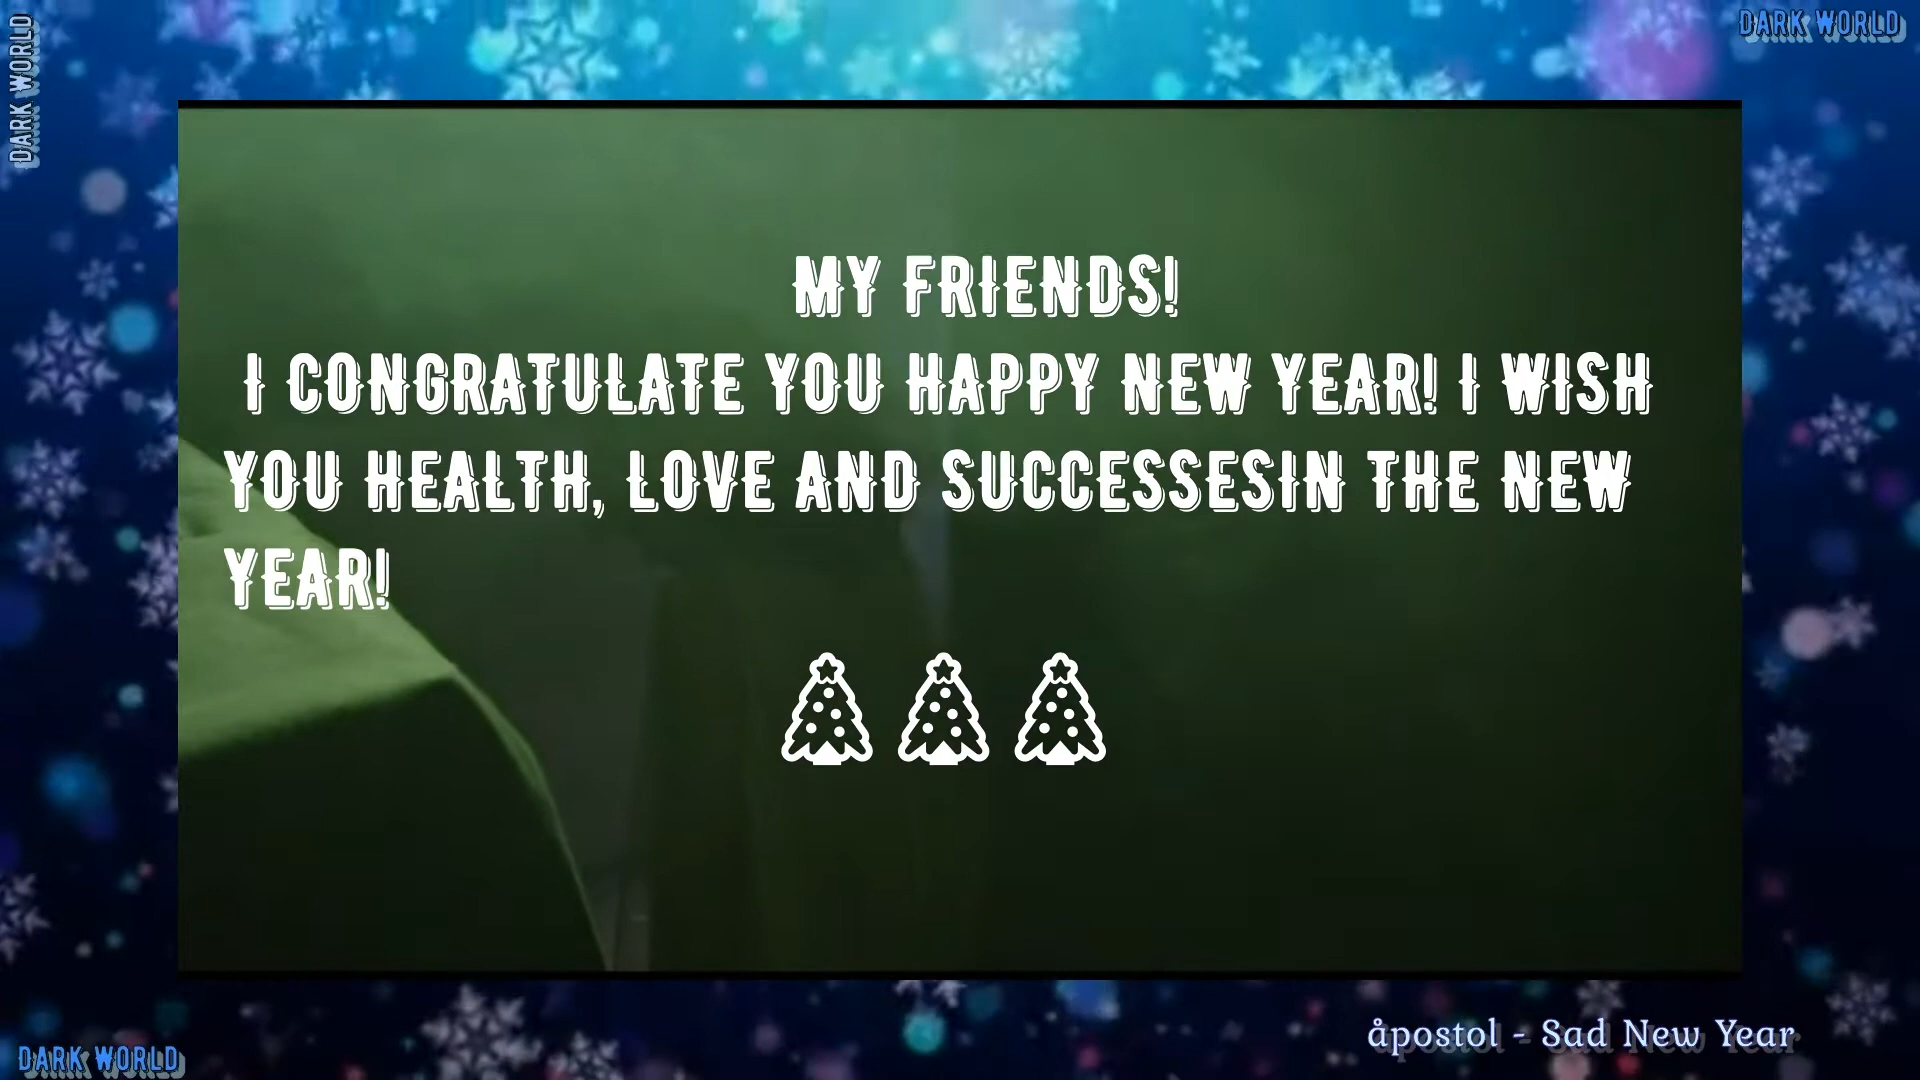 DARK WORLD
DARK WORLD
MY FRIENDS!
I CONGRATULATE YOU HAPPY NEW YEAR! I WISH
YOU HEALTH, LOVE AND SUCCESSESIN THE NEW
YEAR!
åpostol - Sad New Year
DARK WORLD